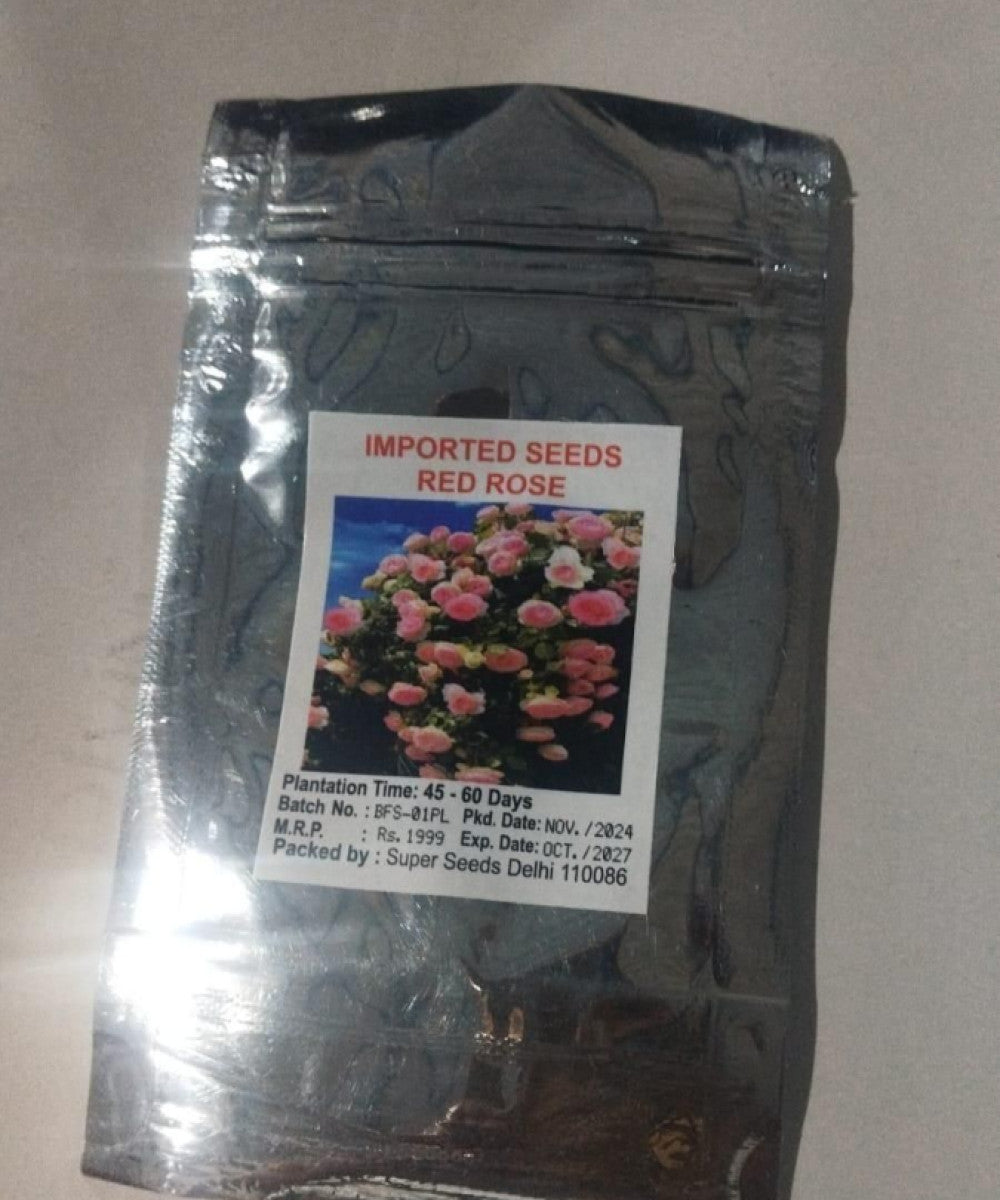 IMPORTED SEEDS
RED ROSE
Plantation Time: 45 - 60 Days
Batch No. : BFS-01PL Pkd. Date: NOV. /2024
M.R.P. : Rs. 1999 Exp. Date: OCT. /2027
Packed by : Super Seeds Delhi 110086